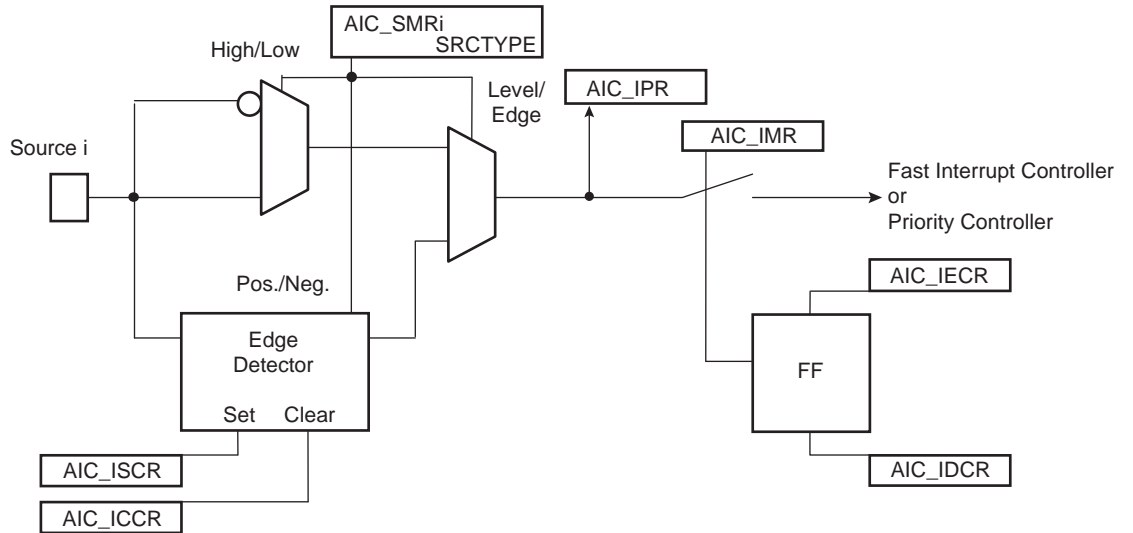 AIC_SMRi
SRCTYPE
High/Low
Level/
Edge
AIC_IPR
AIC_IMR
Source i
Fast Interrupt Controller
or
Priority Controller
Pos./Neg.
AIC_IECR
Edge
Detector
FF
Set Clear
AIC_ISCR
AIC_IDCR
AIC_ICCR